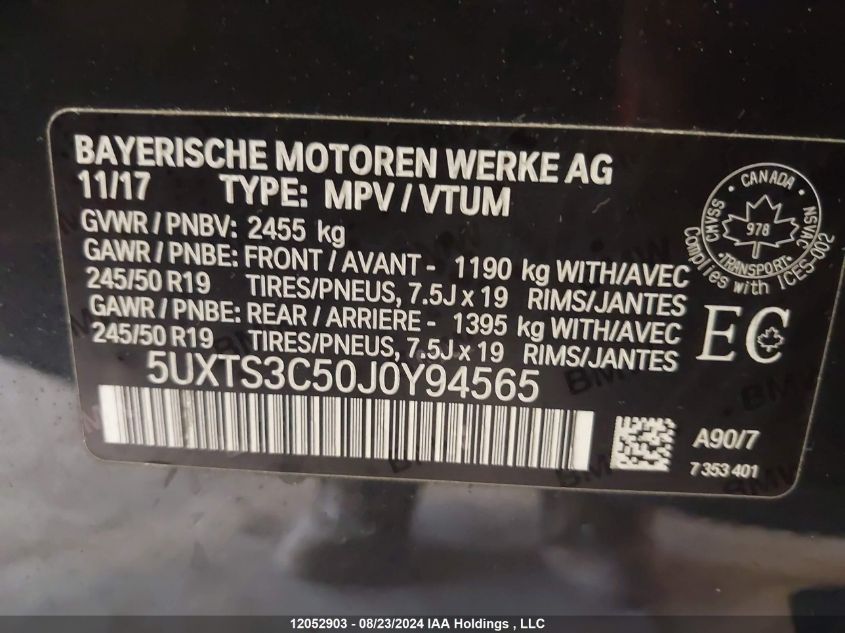 BAYERISCHE MOTOREN WERKE AG
11/17 TYPE: MPV / VTUM
GVWR / PNBV: 2455 kg
GAWR / PNBE: FRONT / AVANT - 1190 kg WITH/AVEC
245/50 R19 TIRES/PNEUS, 7.5J x 19 RIMS/JANTES
GAWR / PNBE: REAR / ARRIERE - 1395 kg WITH/AVEC
245/50 R19 TIRES/PNEUS, 7.5J x 19 RIMS/JANTES
5UXTS3C50J0Y94565
CANADA
CMVSS NSVAC
978
TRANSPORT
Complies with ICES-002
EC
A90/7
7 353 401
12052903 - 08/23/2024 IAA Holdings , LLC